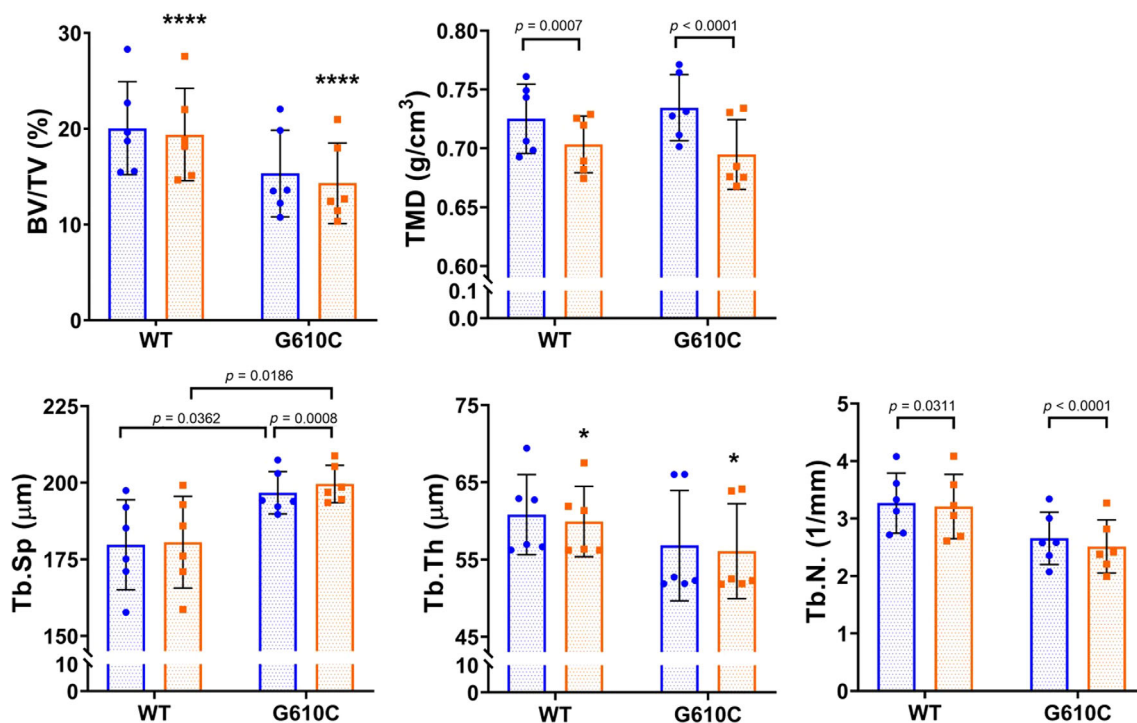 ****
****
BV/TV (%)
30
20
10
0
WT G610C
p = 0.0007 p < 0.0001
TMD (g/cm³)
0.80
0.75
0.70
0.65
0.60
0.1
0.0
WT G610C
p = 0.0186
p = 0.0362 p = 0.0008
Tb.Sp (µm)
225
200
175
150
10
0
WT G610C
* *
Tb.Th (µm)
75
65
55
45
10
0
WT G610C
p = 0.0311 p < 0.0001
Tb.N. (1/mm)
5
4
3
2
1
0
WT G610C